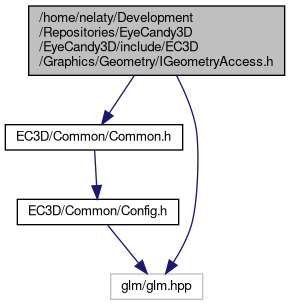 /home/nelaty/Development
/Repositories/EyeCandy3D
/EyeCandy3D/include/EC3D
/Graphics/Geometry/IGeometryAccess.h
EC3D/Common/Common.h
EC3D/Common/Config.h
glm/glm.hpp